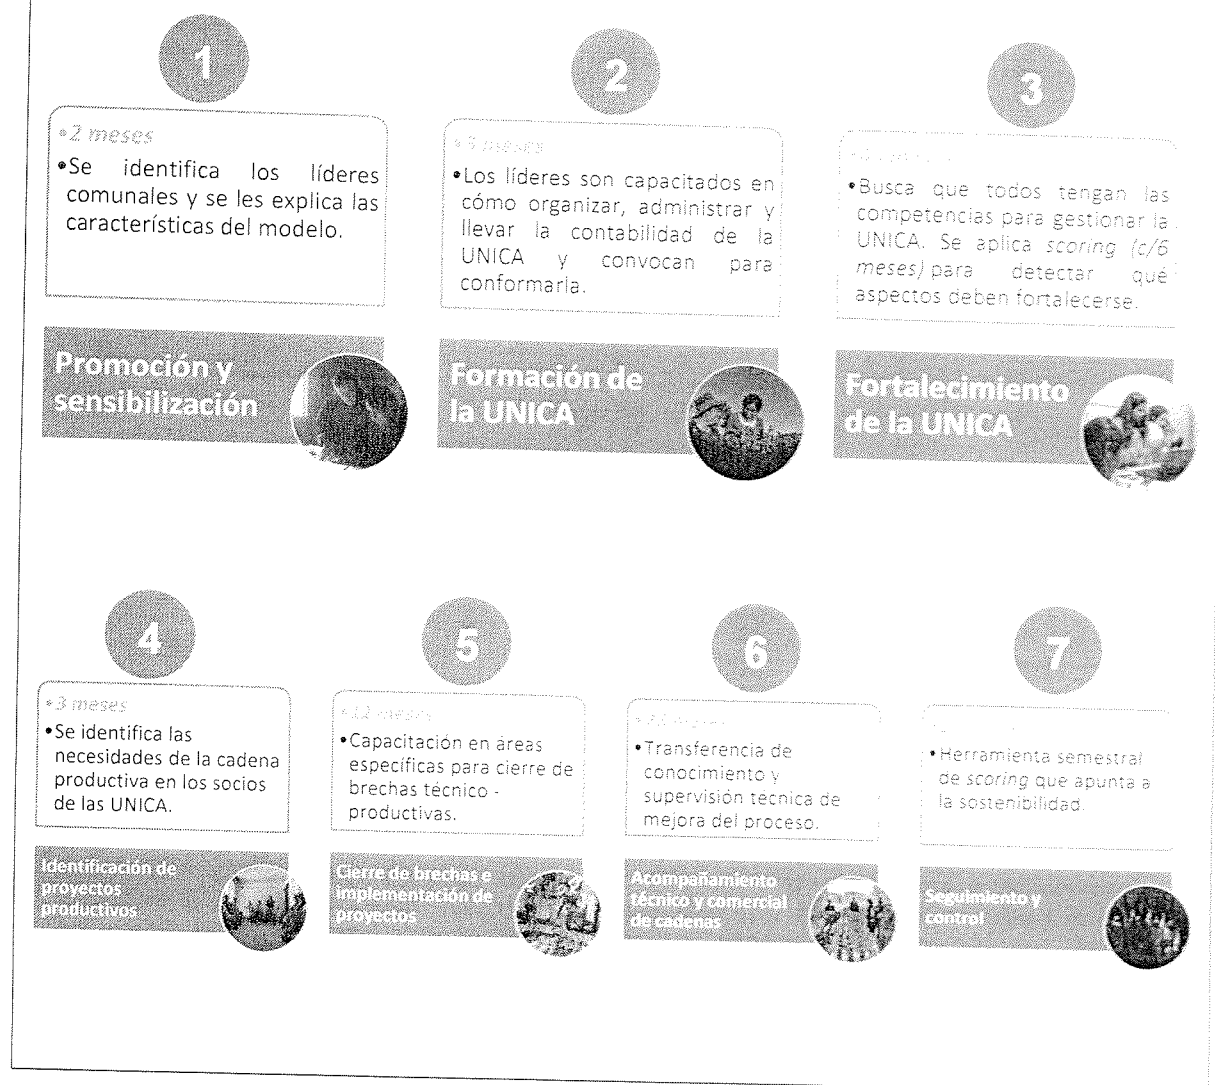 1
•2 meses
•Se identifica los líderes
comunales y se les explica las
características del modelo.
Promoción y
sensibilización
2
meses
•Los líderes son capacitados en
cómo organizar, administrar y
llevar la contabilidad de la
UNICA y convocan para
conformarla.
Formación de
la UNICA
3
•Busca que todos tengan las
competencias para gestionar la
UNICA. Se aplica scoring (c/6
meses) para detectar qué
aspectos deben fortalecerse.
Fortalecimiento
de la UNICA
4
•3 meses
•Se identifica las
necesidades de la cadena
productiva en los socios
de las UNICA.
Identificación de
proyectos
productivos
5
•12 meses
•Capacitación en áreas
específicas para cierre de
brechas técnico -
productivas.
Cierre de brechas e
implementación de
proyectos
6
•Transferencia de
conocimiento y
supervisión técnica de
mejora del proceso.
Acompañamiento
técnico y comercial
de cadenas
7
•Herramienta semestral
de scoring que apunta a
la sostenibilidad.
Seguimiento y
control